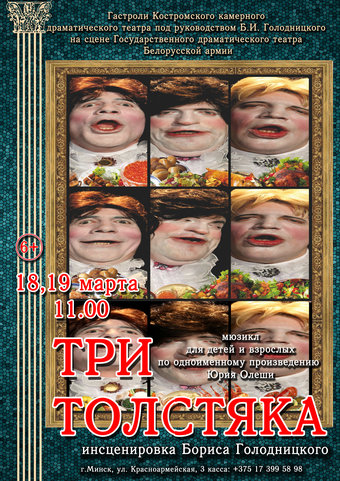 Гастроли Костромского камерного
драматического театра под руководством Б.И. Голодницкого
на сцене Государственного драматического театра
Белорусской армии
6+
18,19 марта
11.00
ТРИ
ТОЛСТЯКА
мюзикл
для детей и взрослых
по одноименному произведению
Юрия Олеши
инсценировка Бориса Голодницкого
г.Минск, ул. Красноармейская, 3 касса: +375 17 399 58 98